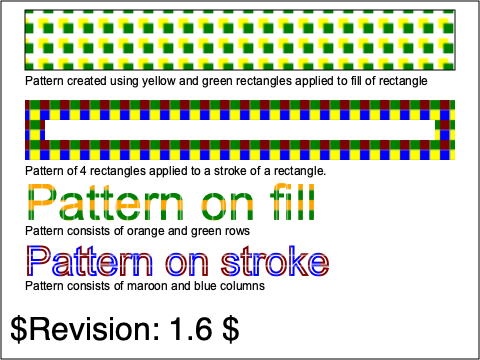 Pattern created using yellow and green rectangles applied to fill of rectangle
Pattern of 4 rectangles applied to a stroke of a rectangle.
Pattern on fill
Pattern consists of orange and green rows
Pattern on stroke
Pattern consists of maroon and blue columns
$Revision: 1.6 $